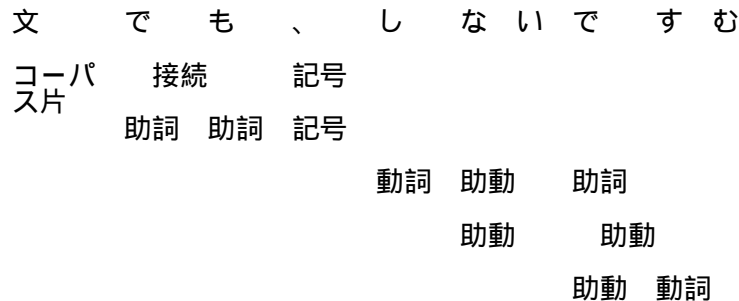 文 で も 、 し ない で すむ
コーパス片 接続 記号
助詞 助詞 記号
動詞 助動 助詞
助動 助動
助動 動詞